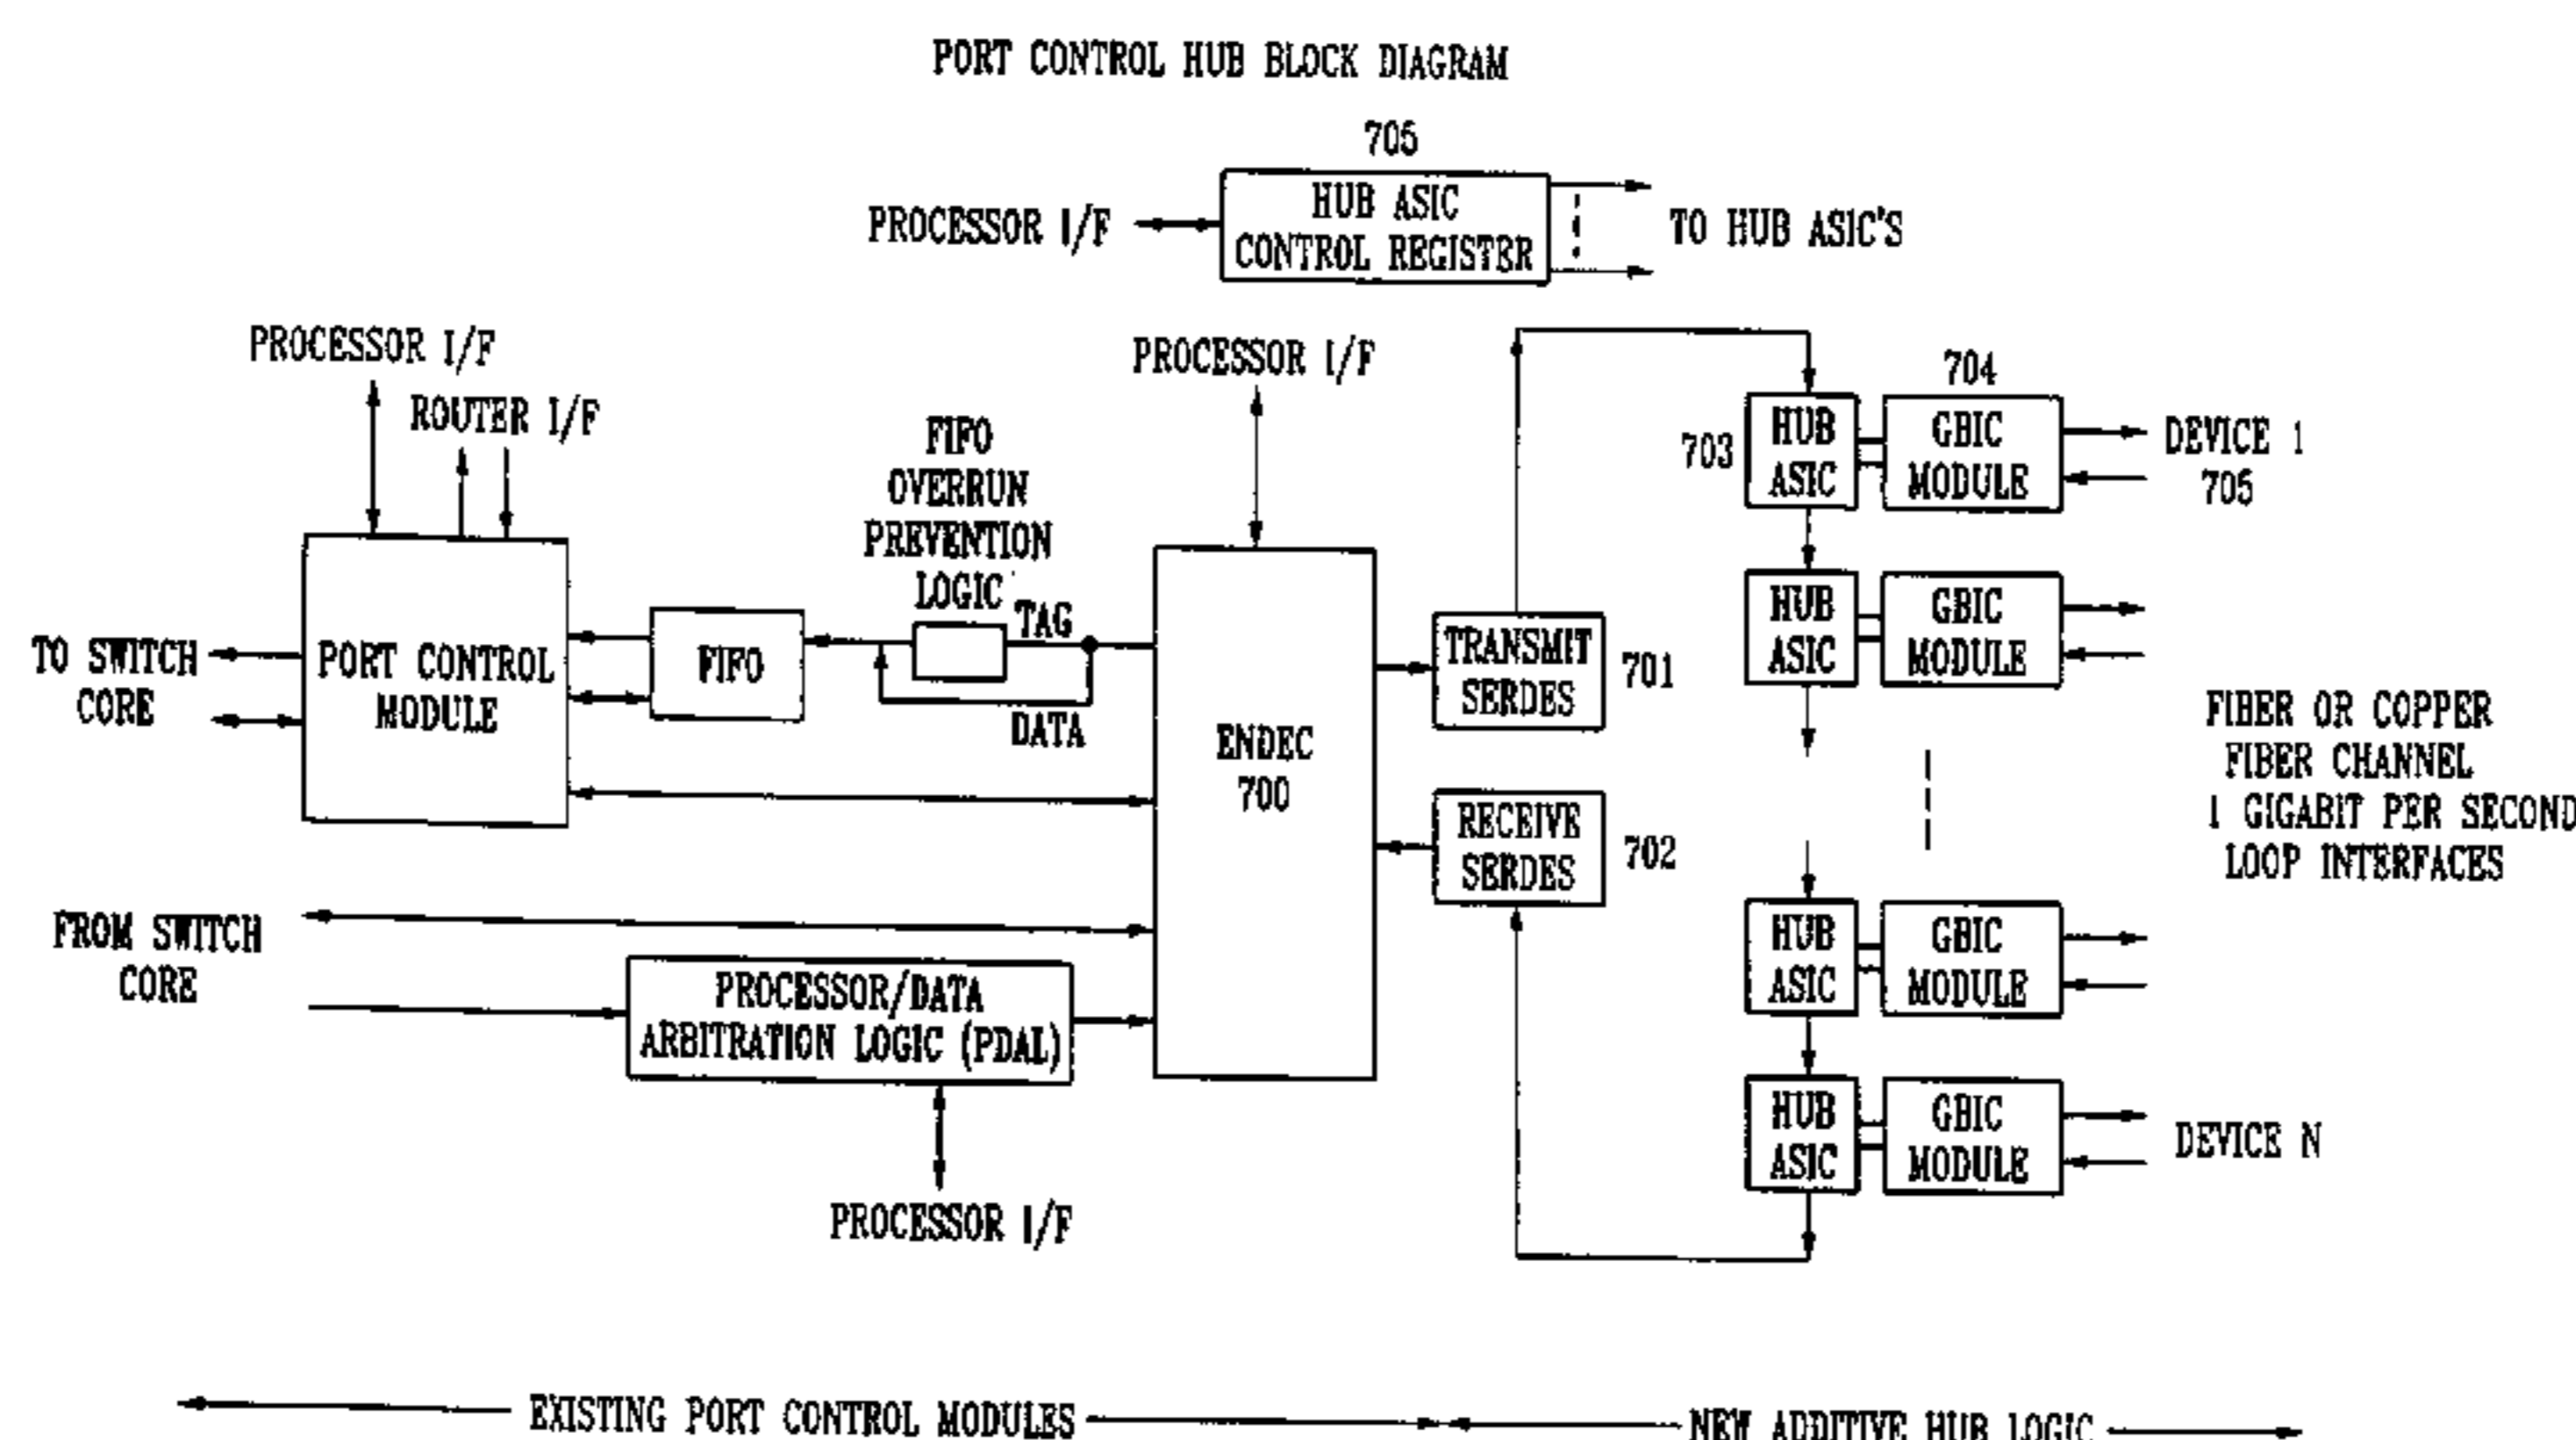 PORT CONTROL HUB BLOCK DIAGRAM
705
HUB ASIC
CONTROL REGISTER
PROCESSOR I/F
TO HUB ASIC'S
PROCESSOR I/F
ROUTER I/F
PROCESSOR I/F
FIFO
OVERRUN
PREVENTION
LOGIC
TAG
DATA
TO SWITCH
CORE
PORT CONTROL
MODULE
FIFO
ENDEC
700
TRANSMIT
SERDES
701
RECEIVE
SERDES
702
FROM SWITCH
CORE
PROCESSOR/DATA
ARBITRATION LOGIC (PDAL)
PROCESSOR I/F
703
HUB
ASIC
704
GBIC
MODULE
DEVICE 1
705
HUB
ASIC
GBIC
MODULE
FIBER OR COPPER
FIBER CHANNEL
1 GIGABIT PER SECOND
LOOP INTERFACES
HUB
ASIC
GBIC
MODULE
HUB
ASIC
GBIC
MODULE
DEVICE N
EXISTING PORT CONTROL MODULES
NEW ADDITIVE HUB LOGIC